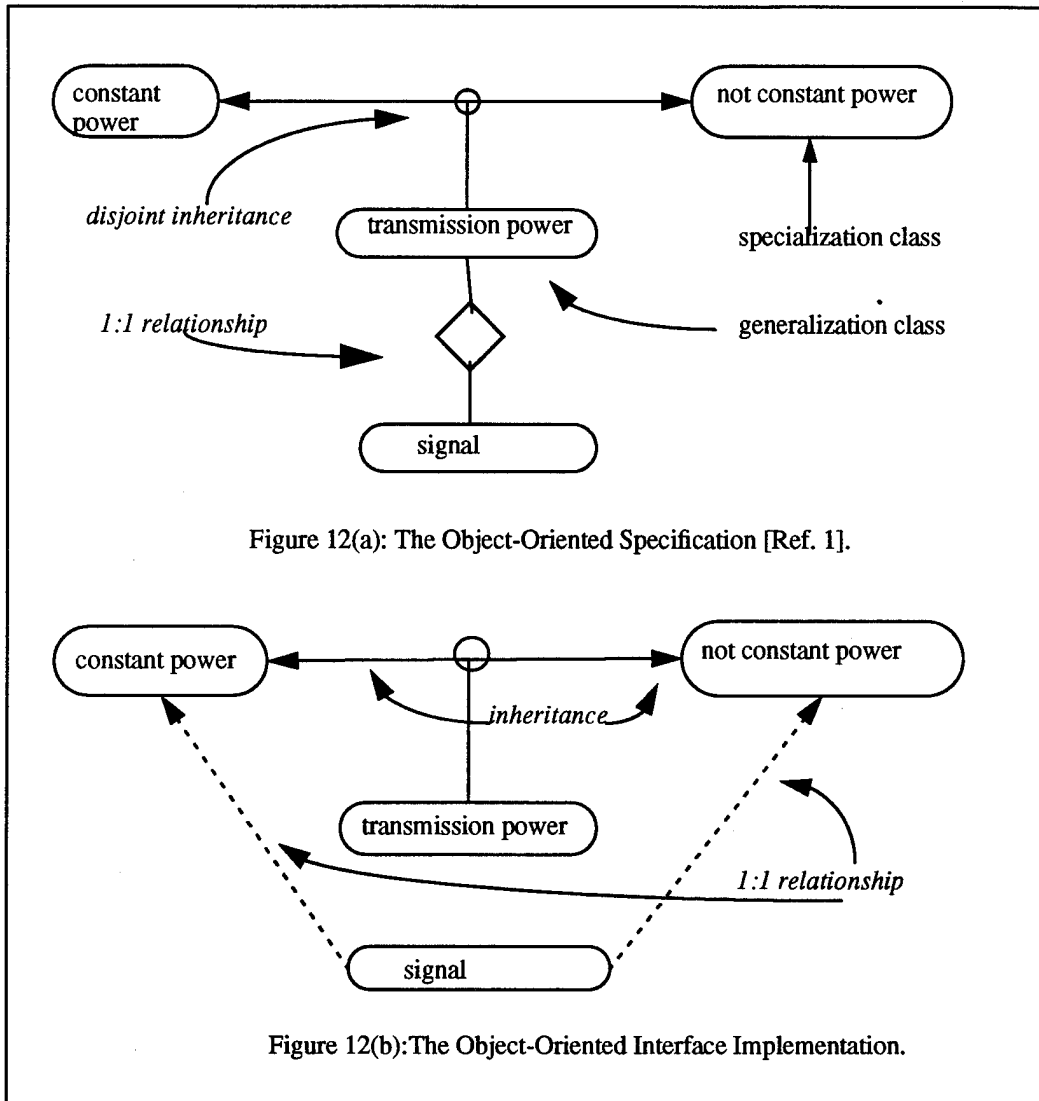 constant
power
not constant power
disjoint inheritance
transmission power
specialization class
1:1 relationship
generalization class
signal
Figure 12(a): The Object-Oriented Specification [Ref. 1].
constant power
not constant power
inheritance
transmission power
1:1 relationship
signal
Figure 12(b):The Object-Oriented Interface Implementation.